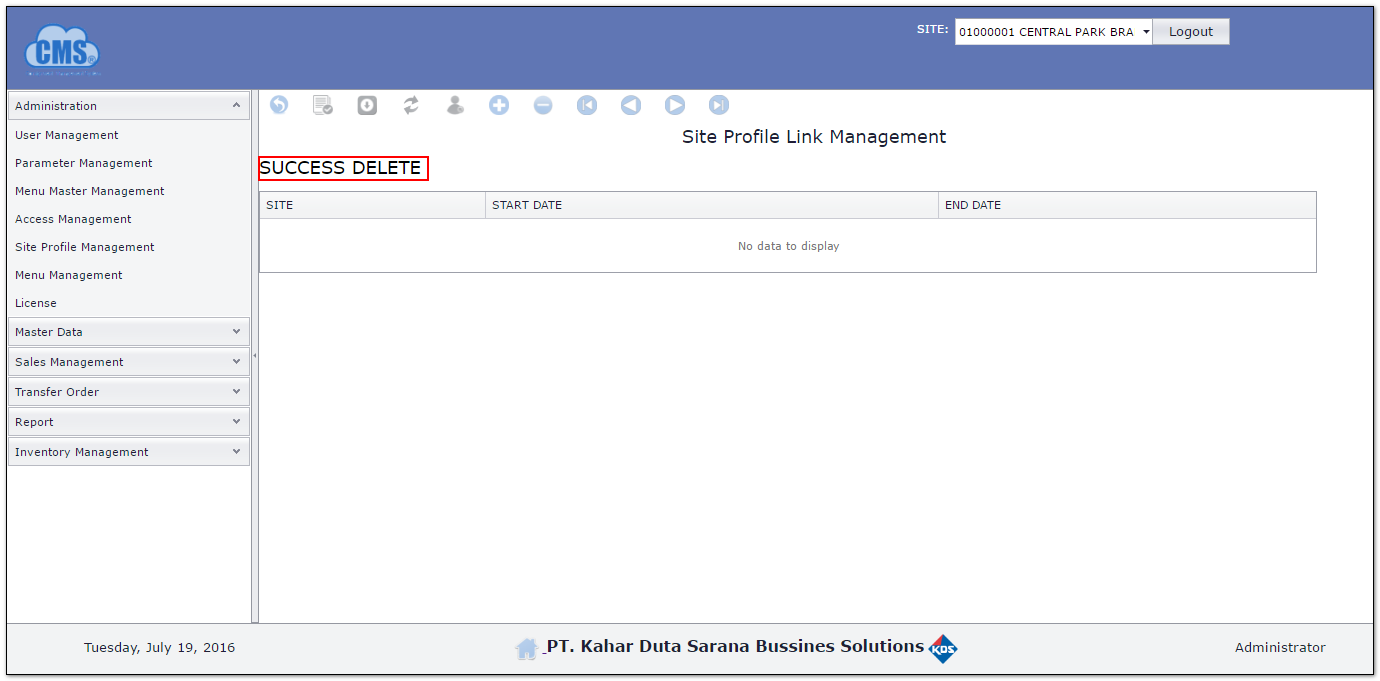 CMS®
SITE: 01000001 CENTRAL PARK BRA Logout
Administration
User Management
Parameter Management
Menu Master Management
Access Management
Site Profile Management
Menu Management
License
Master Data
Sales Management
Transfer Order
Report
Inventory Management
Site Profile Link Management
SUCCESS DELETE
SITE START DATE END DATE
No data to display
Tuesday, July 19, 2016
PT. Kahar Duta Sarana Bussines Solutions KDS
Administrator